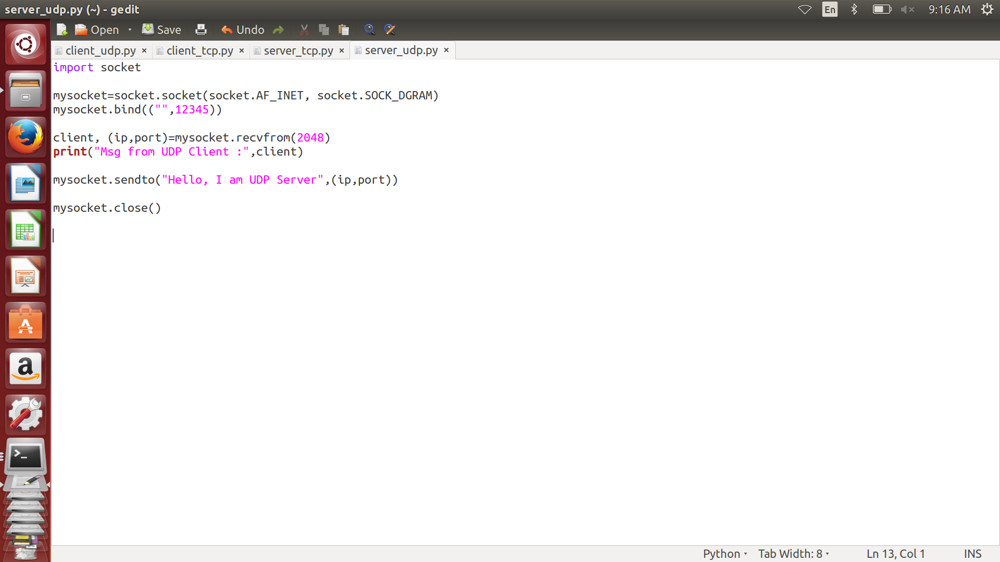 server_udp.py (~) - gedit
En
9:16 AM
Open
Save
Undo
client_udp.py ×
client_tcp.py ×
server_tcp.py ×
server_udp.py ×
import socket
mysocket=socket.socket(socket.AF_INET, socket.SOCK_DGRAM)
mysocket.bind(("",12345))
client, (ip,port)=mysocket.recvfrom(2048)
print("Msg from UDP Client :",client)
mysocket.sendto("Hello, I am UDP Server",(ip,port))
mysocket.close()
Python
Tab Width: 8
Ln 13, Col 1
INS